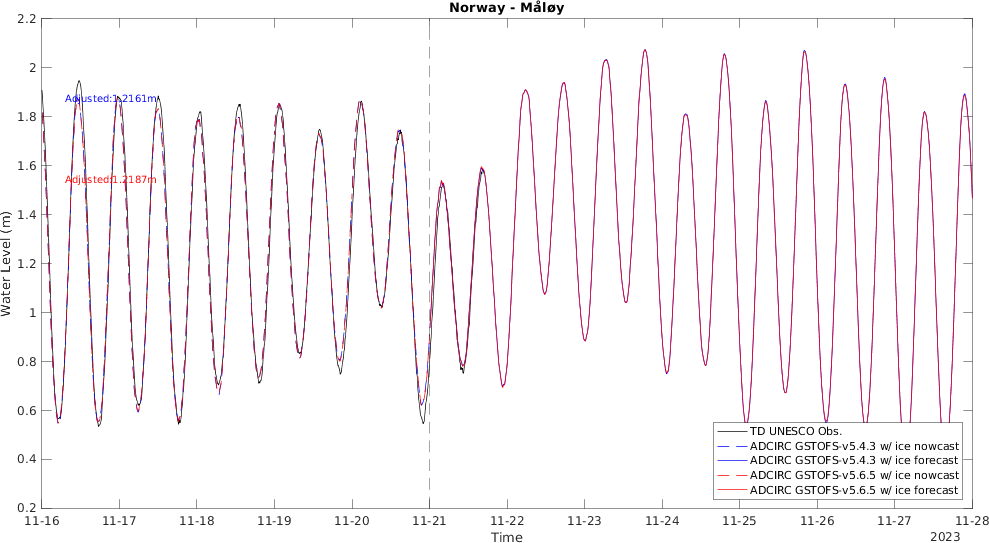 Norway - Måløy
2.2
2
1.8
1.6
1.4
1.2
1
0.8
0.6
0.4
0.2
Water Level (m)
Adjusted:1.2161m
Adjusted:1.2187m
TD UNESCO Obs.
ADCIRC GSTOFS-v5.4.3 w/ ice nowcast
ADCIRC GSTOFS-v5.4.3 w/ ice forecast
ADCIRC GSTOFS-v5.6.5 w/ ice nowcast
ADCIRC GSTOFS-v5.6.5 w/ ice forecast
11-16 11-17 11-18 11-19 11-20 11-21 11-22 11-23 11-24 11-25 11-26 11-27 11-28
Time
2023